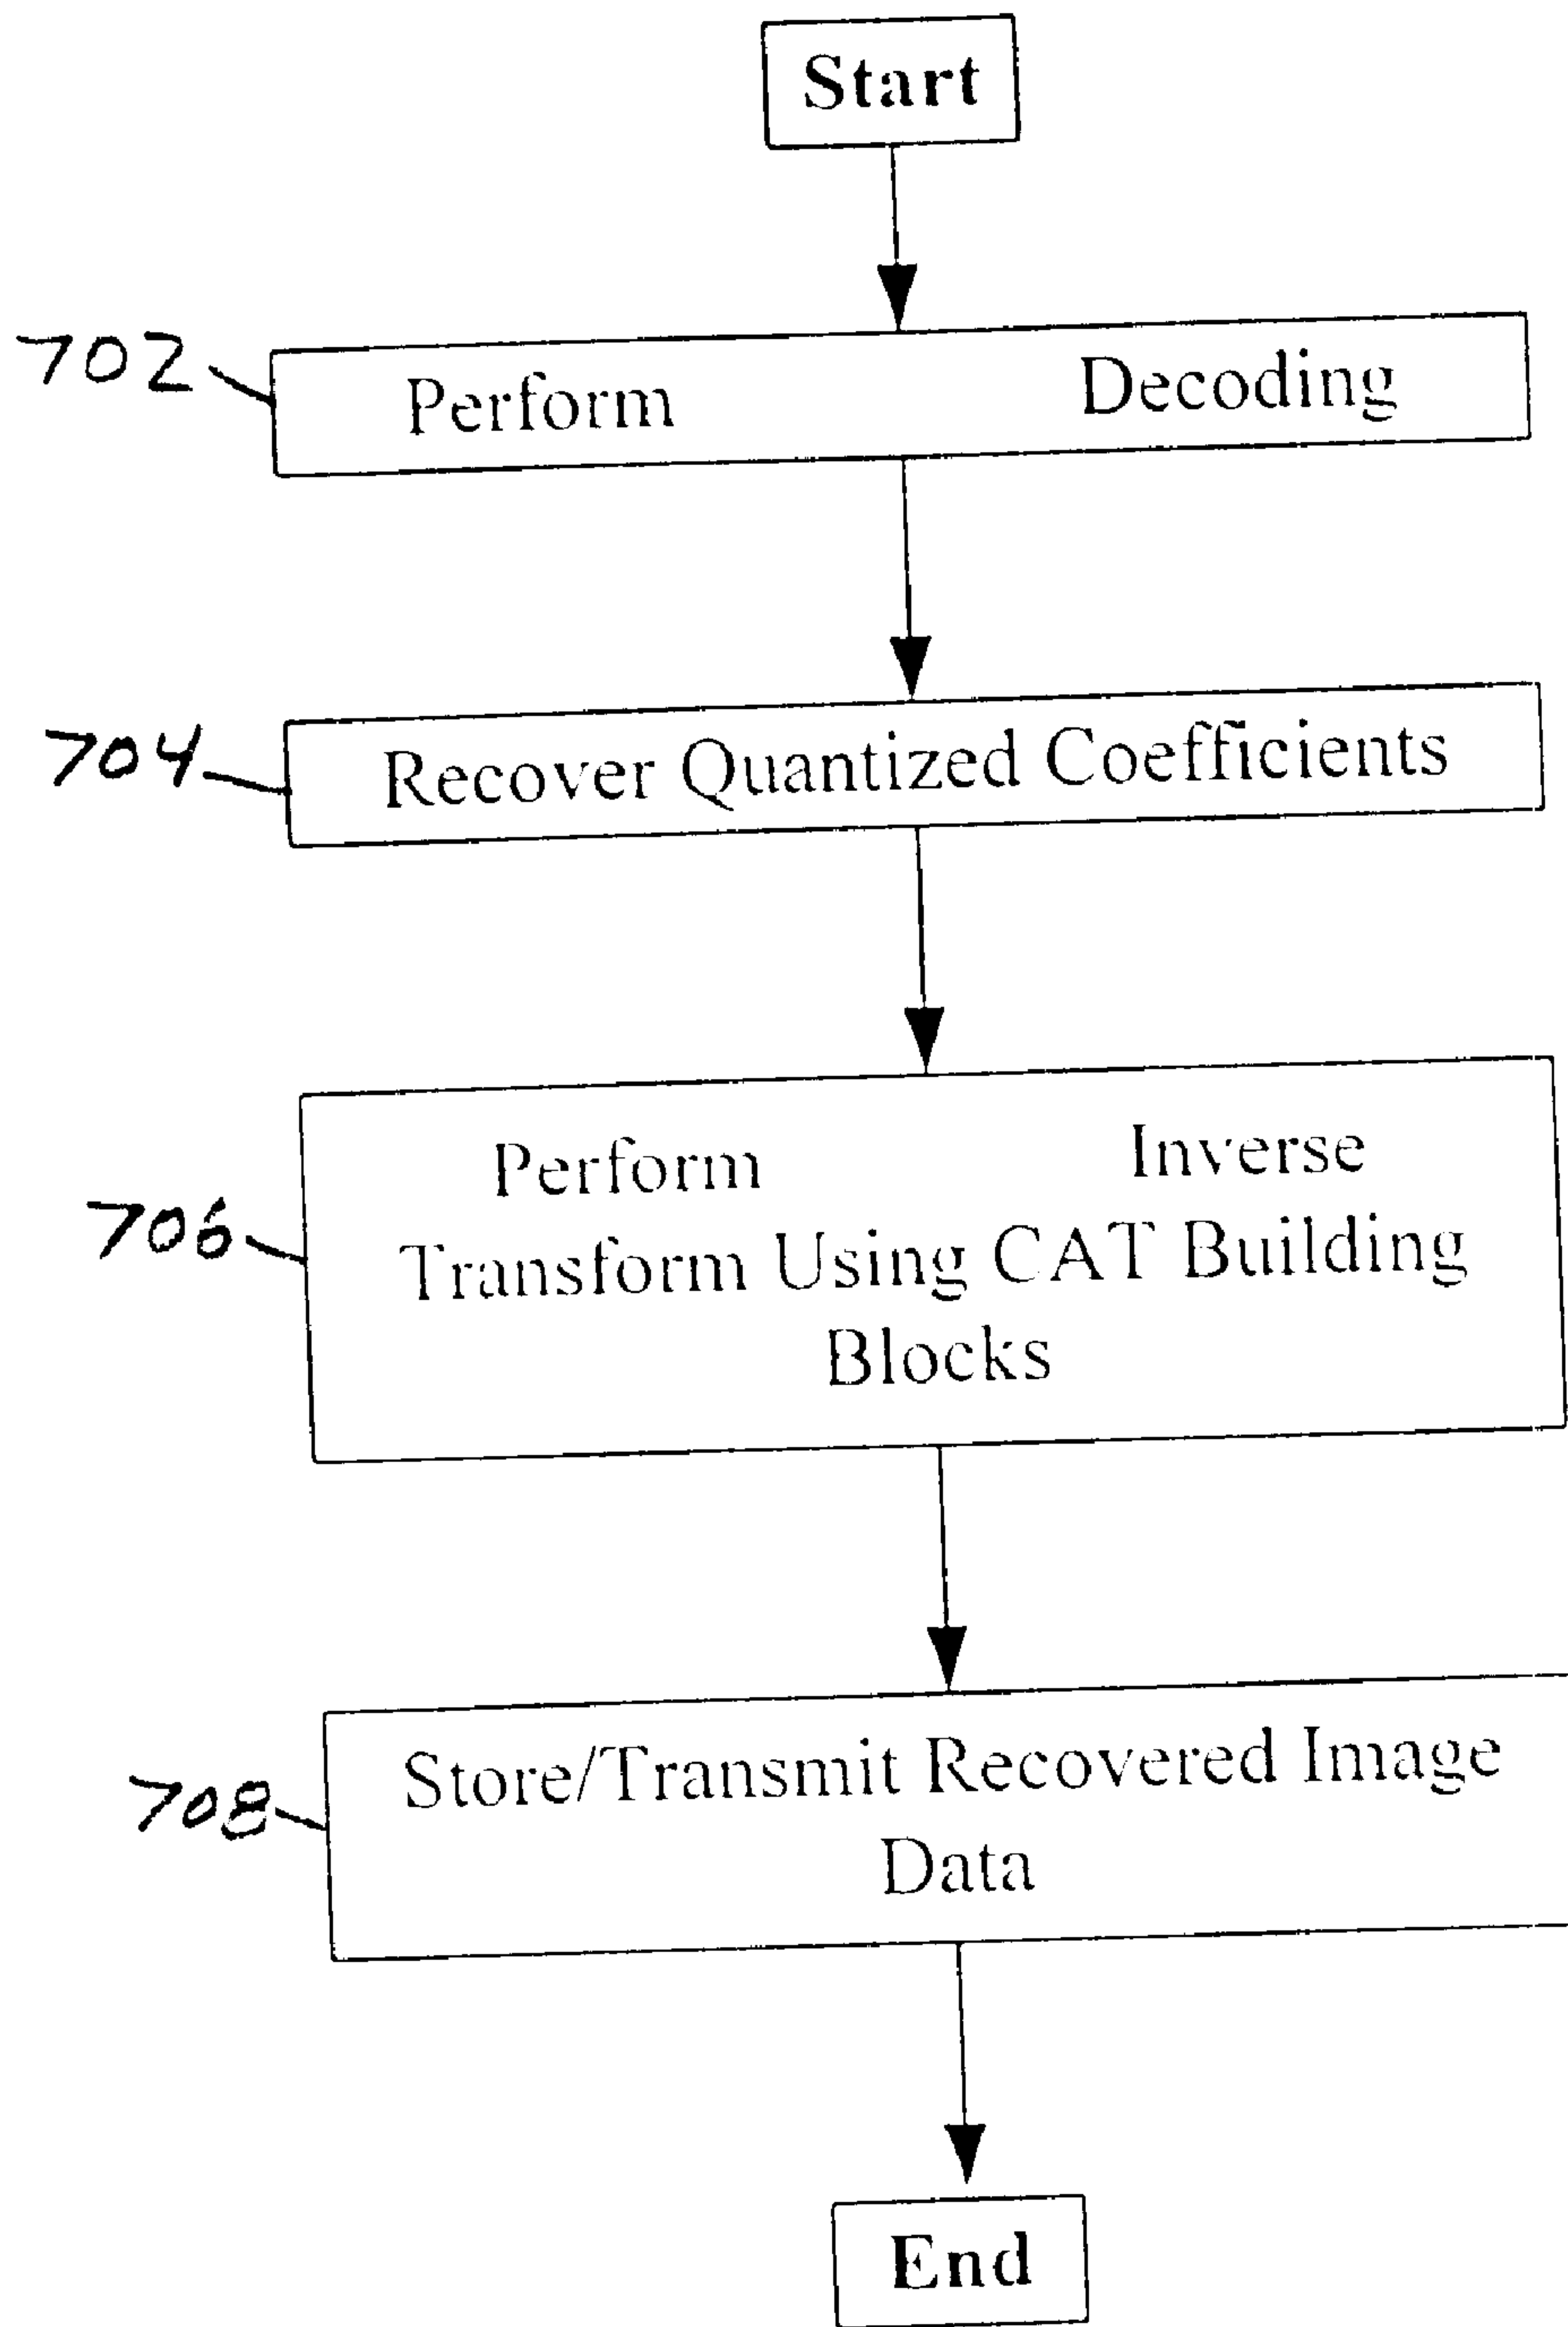 Start
702
Perform Decoding
704
Recover Quantized Coefficients
706
Perform Inverse
Transform Using CAT Building
Blocks
708
Store/Transmit Recovered Image
Data
End